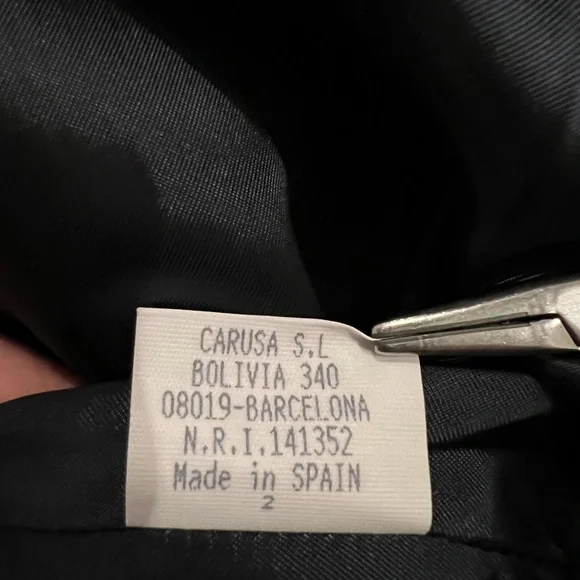 CARUSA S.L
BOLIVIA 340
08019-BARCELONA
N.R.I.141352
Made in SPAIN
2